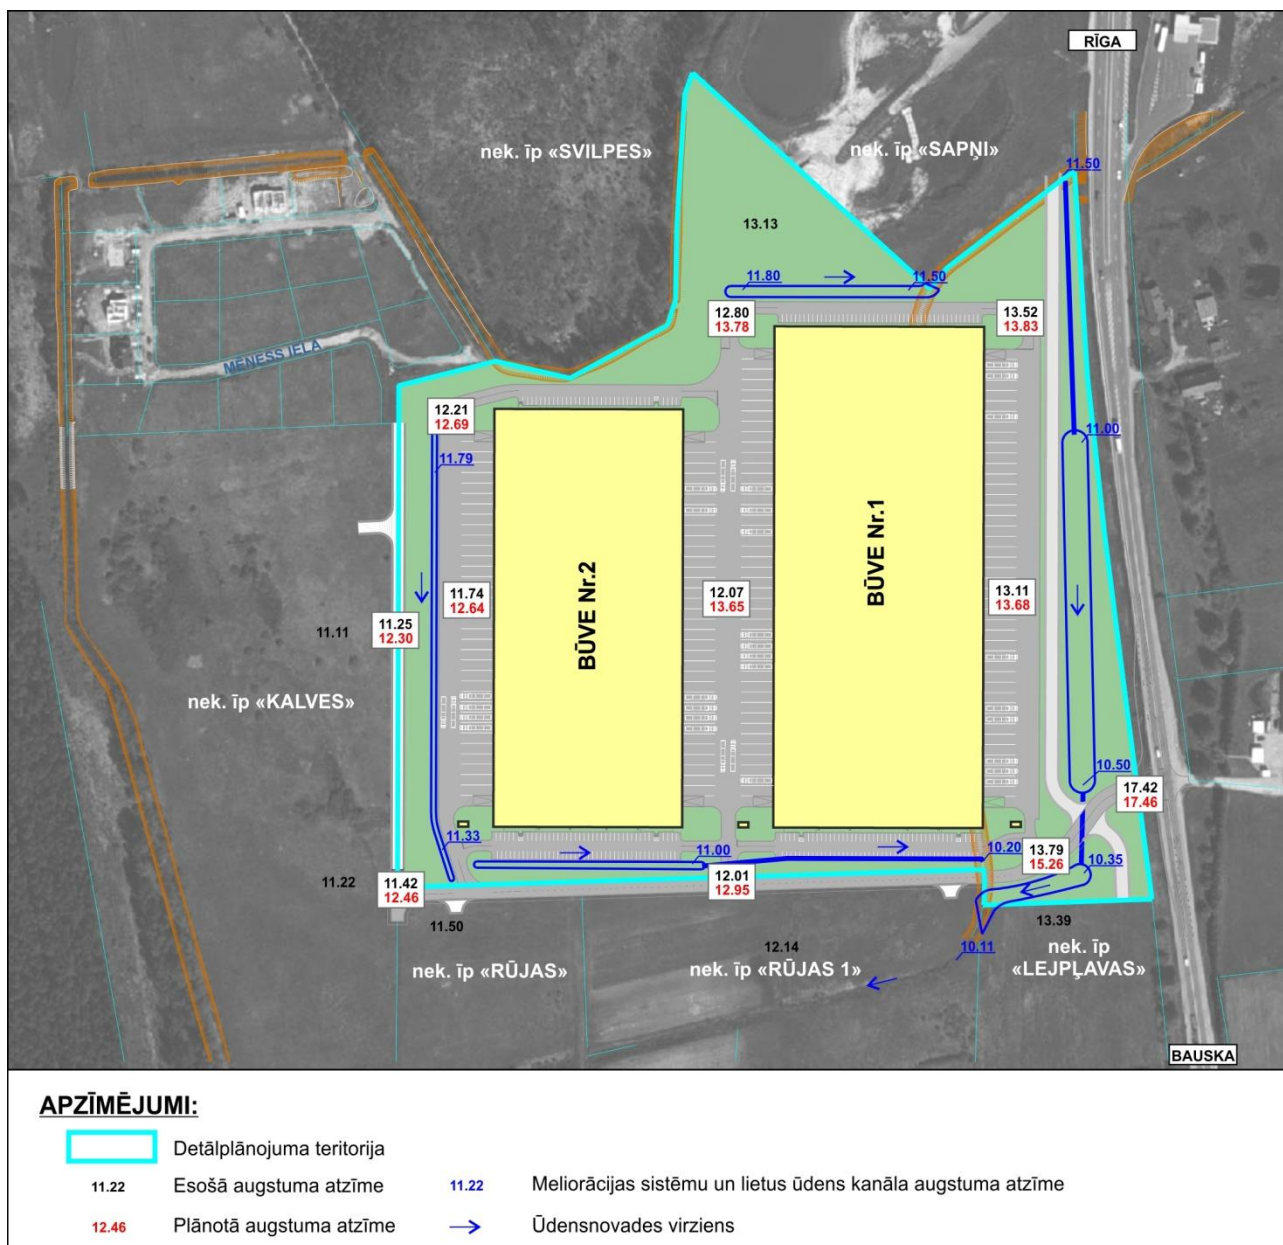 RĪGA
nek. īp «SVILPES»
nek. īp «SAPŅI»
11.50
13.13
11.80
11.50
12.80
13.78
13.52
13.83
MĒNESS IELA
12.21
12.69
11.79
11.00
BŪVE Nr.2
BŪVE Nr.1
11.74
12.64
12.07
13.65
13.11
13.68
11.11
11.25
12.30
nek. īp «KALVES»
10.50
17.42
17.46
11.33
11.00
10.20
13.79
15.26
10.35
11.22
11.42
12.46
12.01
12.95
11.50
13.39
12.14
10.11
nek. īp «RŪJAS»
nek. īp «RŪJAS 1»
nek. īp
«LEJPĻAVAS»
BAUSKA
APZĪMĒJUMI:
Detālplānojuma teritorija
11.22 Esošā augstuma atzīme
11.22 Meliorācijas sistēmu un lietus ūdens kanāla augstuma atzīme
12.46 Plānotā augstuma atzīme
Ūdensnovades virziens